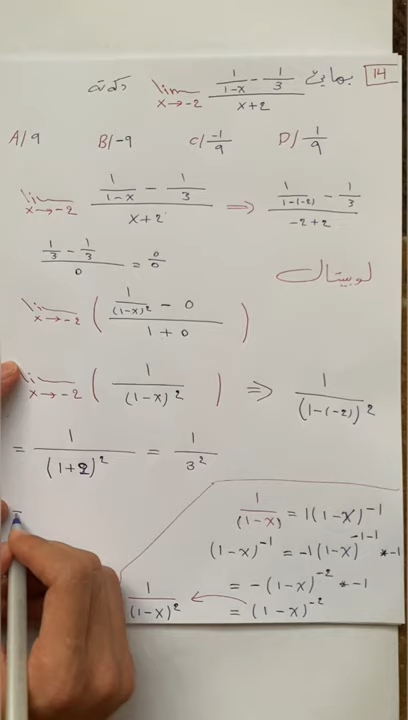 14 بهایێ lim x→-2 (1/(1-x) - 1/3)/(x+2) دکەتە
A/ 9 B/ -9 C/ -1/9 D/ 1/9
lim x→-2 (1/(1-x) - 1/3)/(x+2) ⇒ (1/(1-(-2)) - 1/3)/(-2+2)
(1/3 - 1/3)/0 = 0/0
لوبیتال
lim x→-2 ( (1/(1-x)² - 0)/(1+0) )
lim x→-2 ( 1/(1-x)² ) ⇒ 1/(1-(-2))²
= 1/(1+2)² = 1/3²
=
1/(1-x) = 1(1-x)⁻¹
(1-x)⁻¹ = -1(1-x)⁻¹⁻¹ * -1
= -(1-x)⁻² * -1
1/(1-x)² ← = (1-x)⁻²